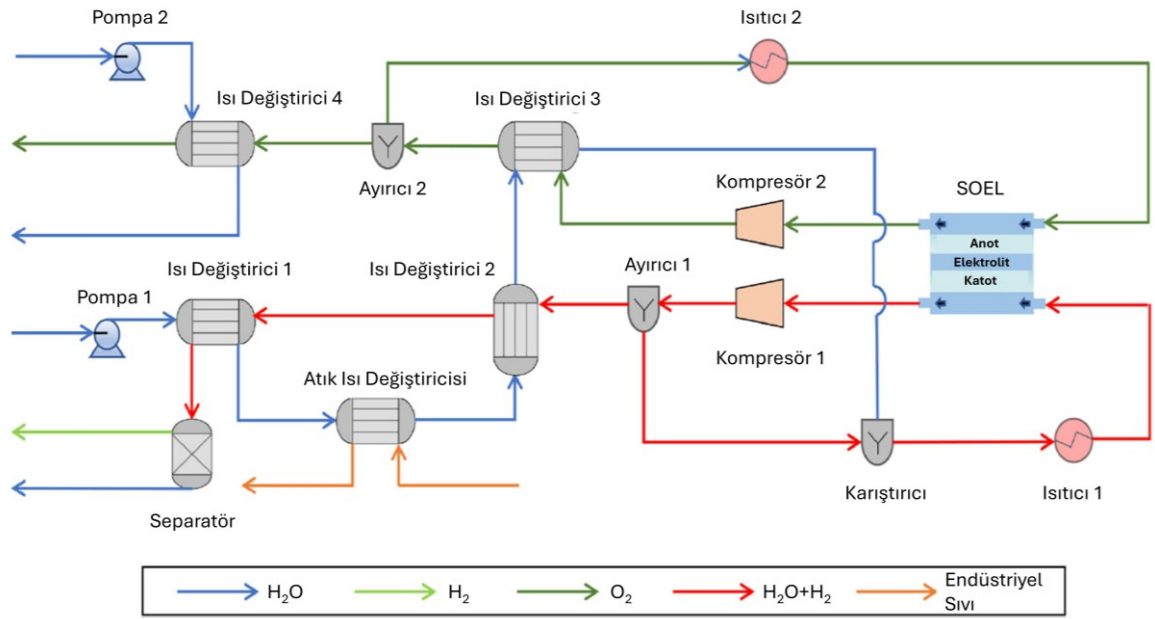 Pompa 2
Isıtıcı 2
Isı Değiştirici 4
Isı Değiştirici 3
Ayırıcı 2
Kompresör 2
SOEL
Anot
Elektrolit
Katot
Isı Değiştirici 1
Isı Değiştirici 2
Ayırıcı 1
Pompa 1
Kompresör 1
Atık Isı Değiştiricisi
Karıştırıcı
Isıtıcı 1
Separatör
H₂O
H₂
O₂
H₂O+H₂
Endüstriyel
Sıvı